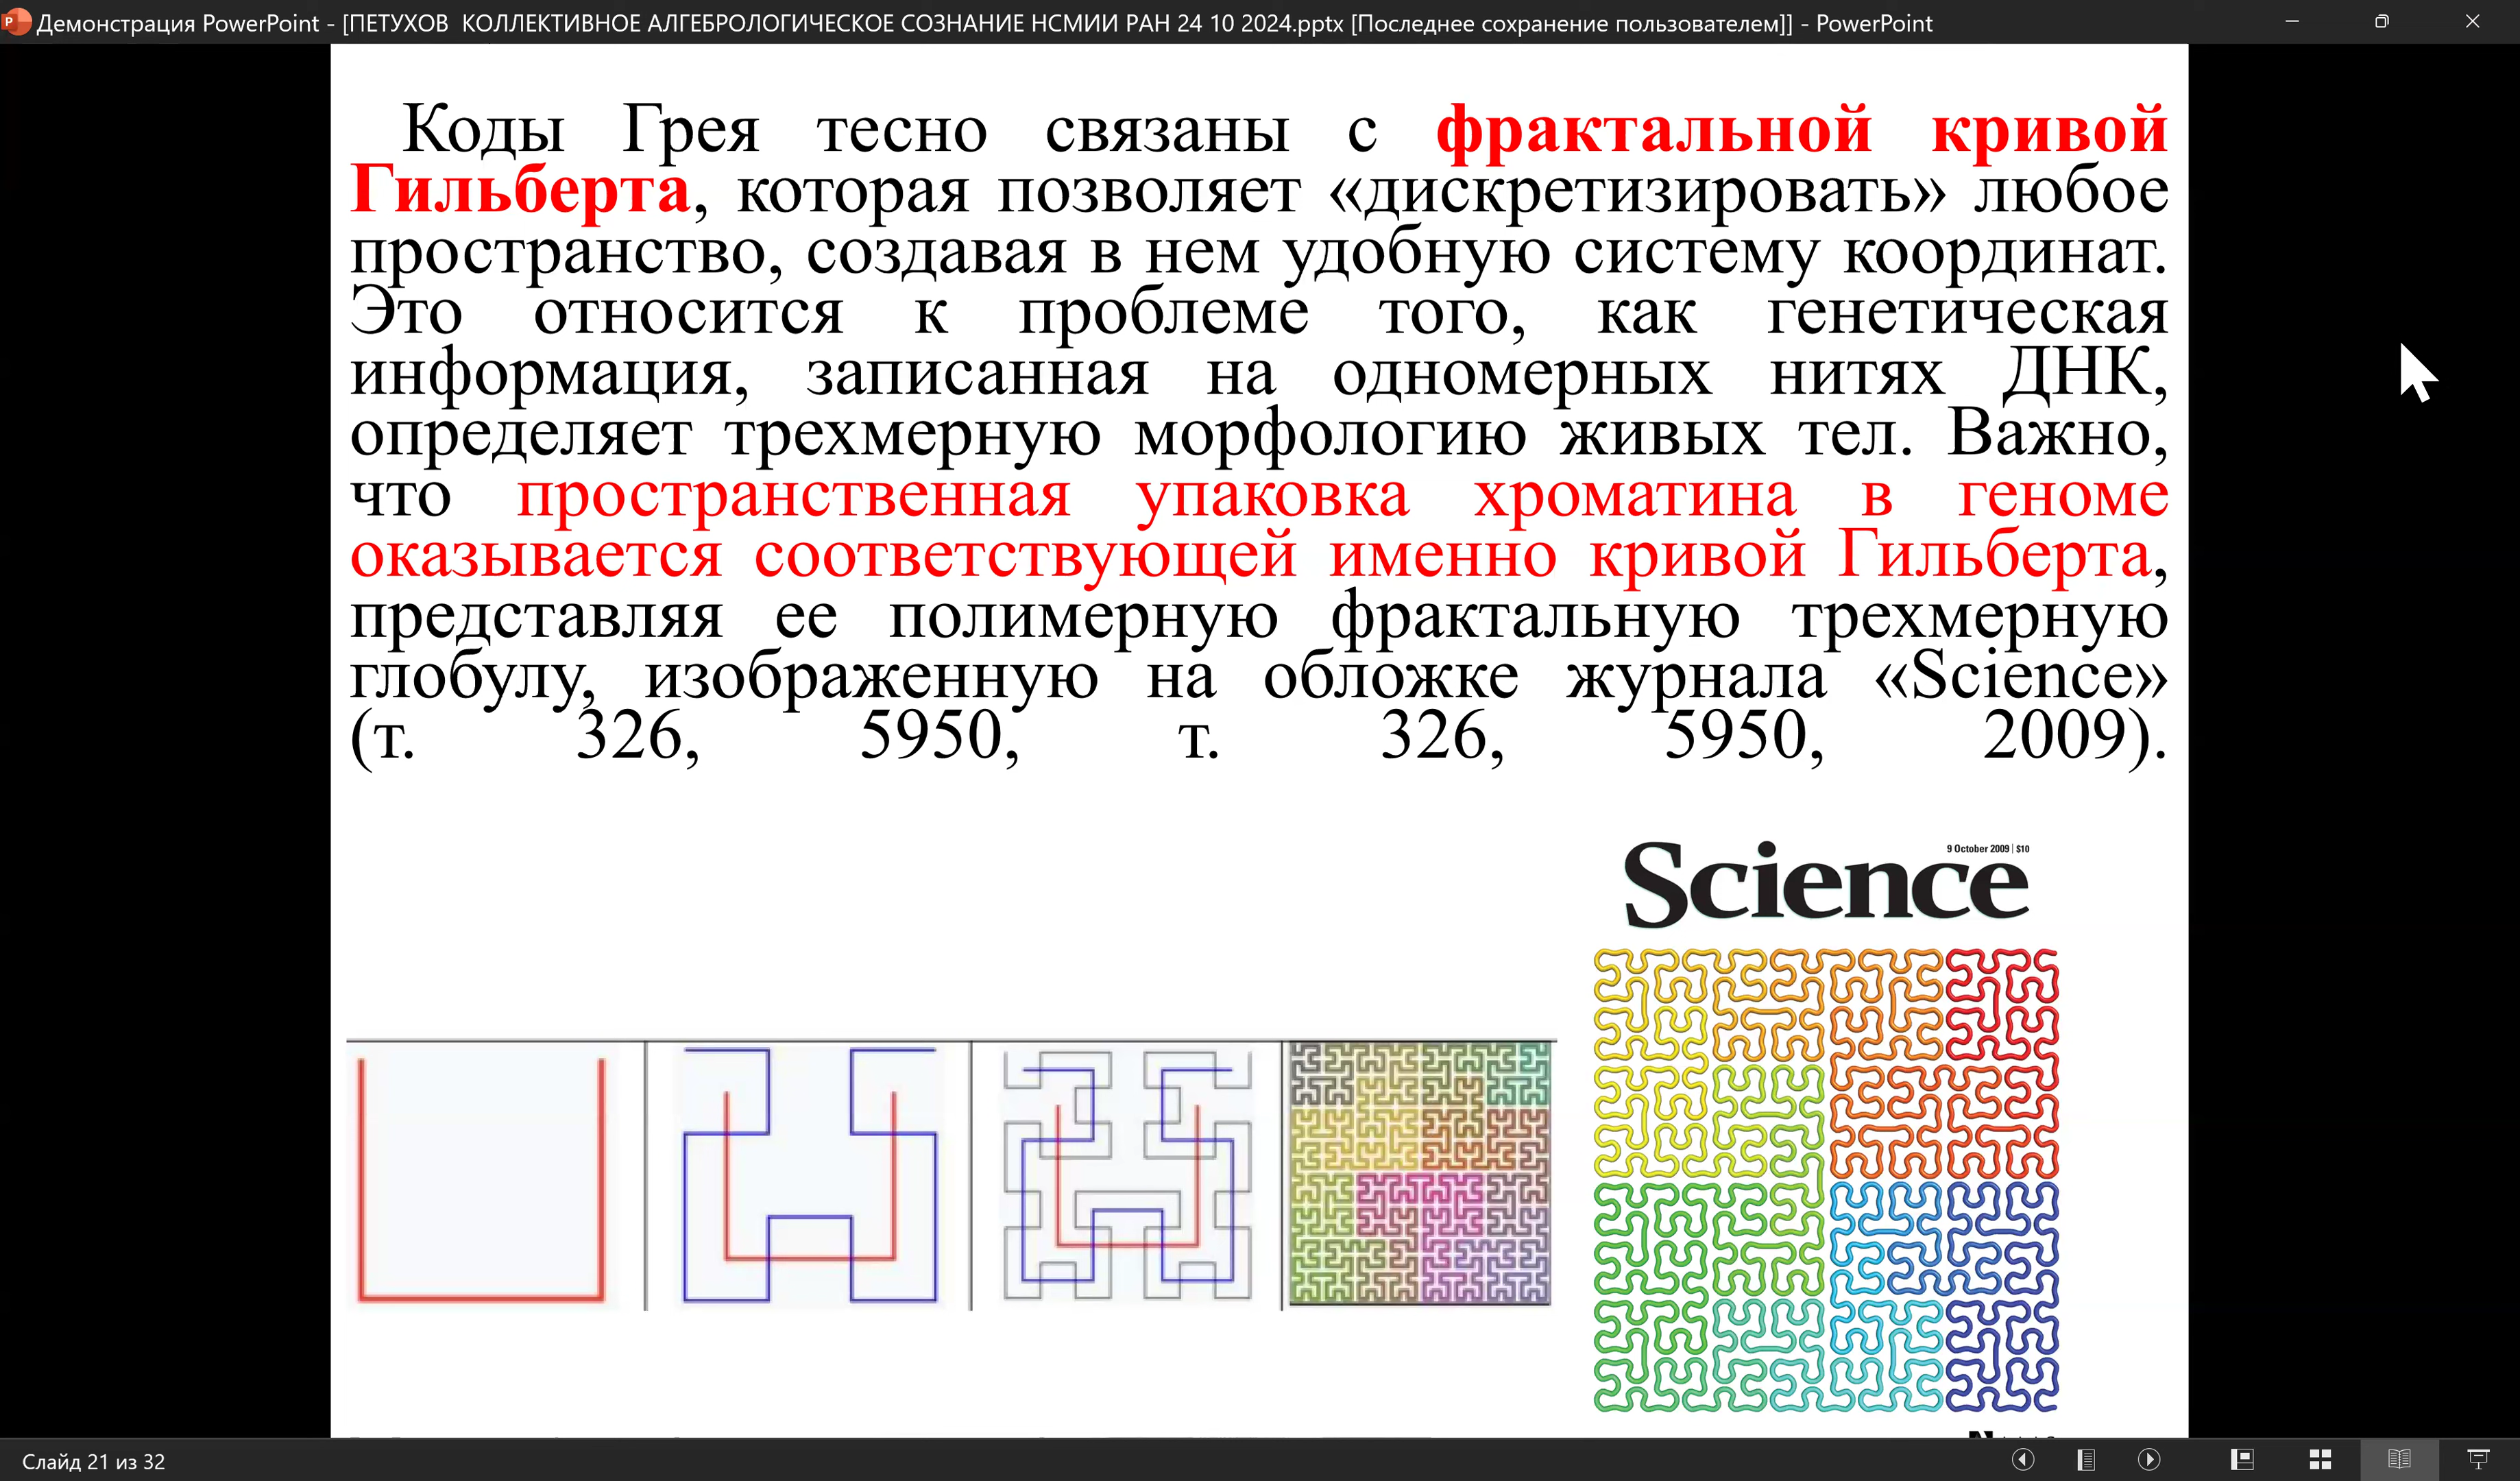 Демонстрация PowerPoint - [ПЕТУХОВ КОЛЛЕКТИВНОЕ АЛГЕБРОЛОГИЧЕСКОЕ СОЗНАНИЕ НСМИИ РАН 24 10 2024.pptx [Последнее сохранение пользователем]] - PowerPoint
Коды Грея тесно связаны с фрактальной кривой
Гильберта, которая позволяет «дискретизировать» любое
пространство, создавая в нем удобную систему координат.
Это относится к проблеме того, как генетическая
информация, записанная на одномерных нитях ДНК,
определяет трехмерную морфологию живых тел. Важно,
что пространственная упаковка хроматина в геноме
оказывается соответствующей именно кривой Гильберта,
представляя ее полимерную фрактальную трехмерную
глобулу, изображенную на обложке журнала «Science»
(т. 326, 5950, т. 326, 5950, 2009).
9 October 2009 | $10
Science
Слайд 21 из 32